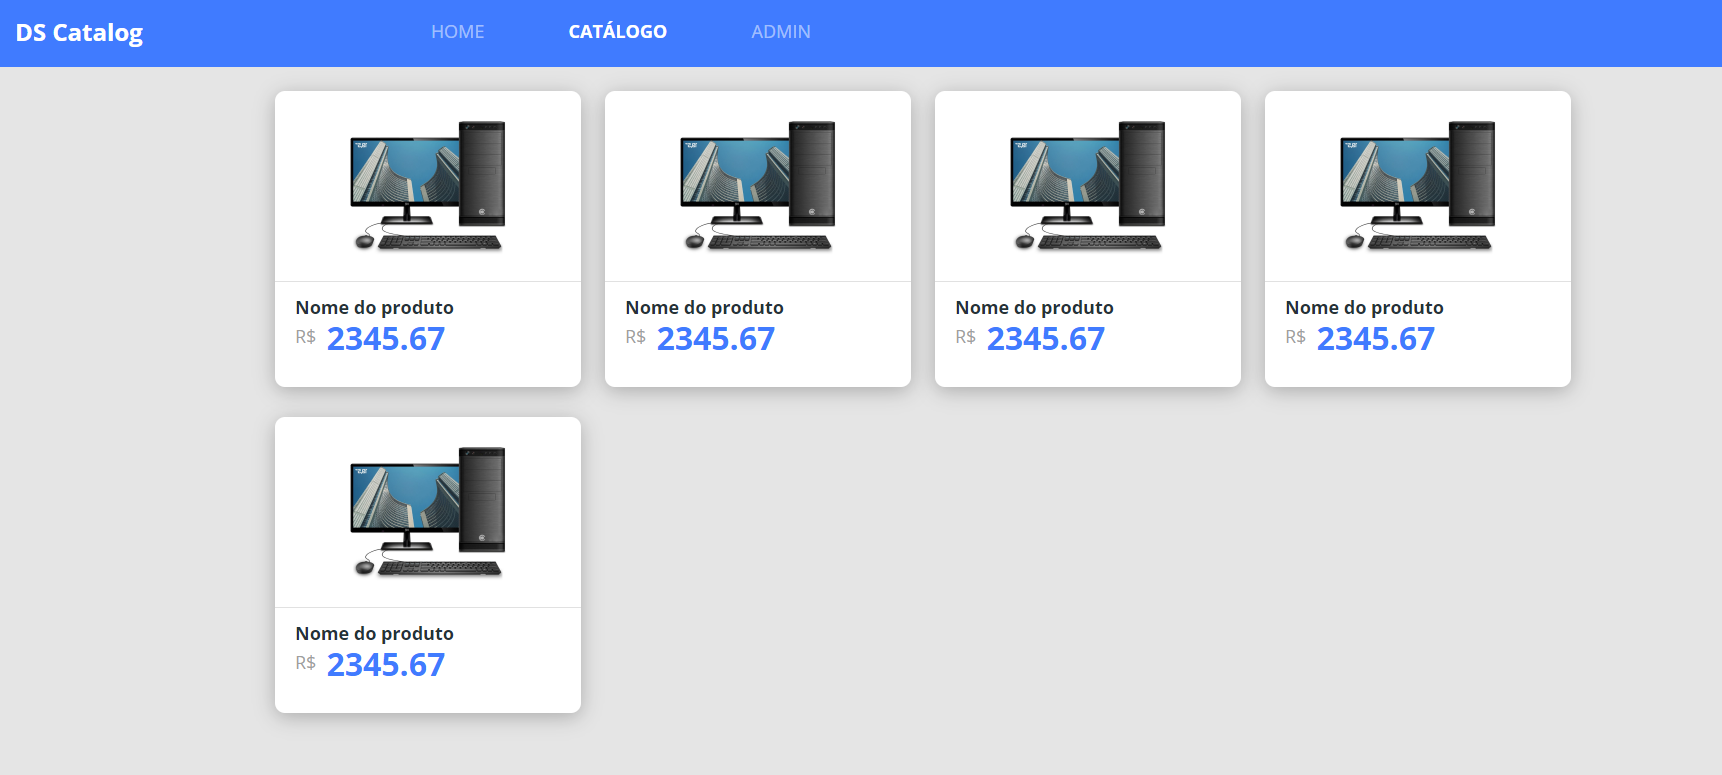 DS Catalog HOME CATÁLOGO ADMIN
Nome do produto Nome do produto Nome do produto Nome do produto
R$ 2345.67 R$ 2345.67 R$ 2345.67 R$ 2345.67
Nome do produto
R$ 2345.67